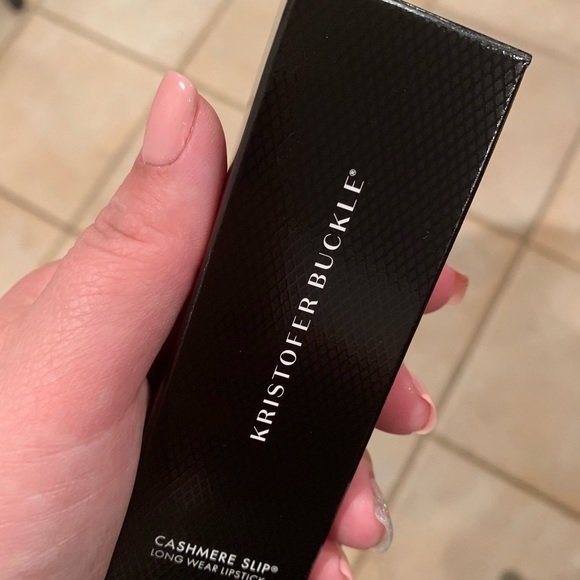 KRISTOFER BUCKLE®
CASHMERE SLIP®
LONG WEAR LIPSTICK